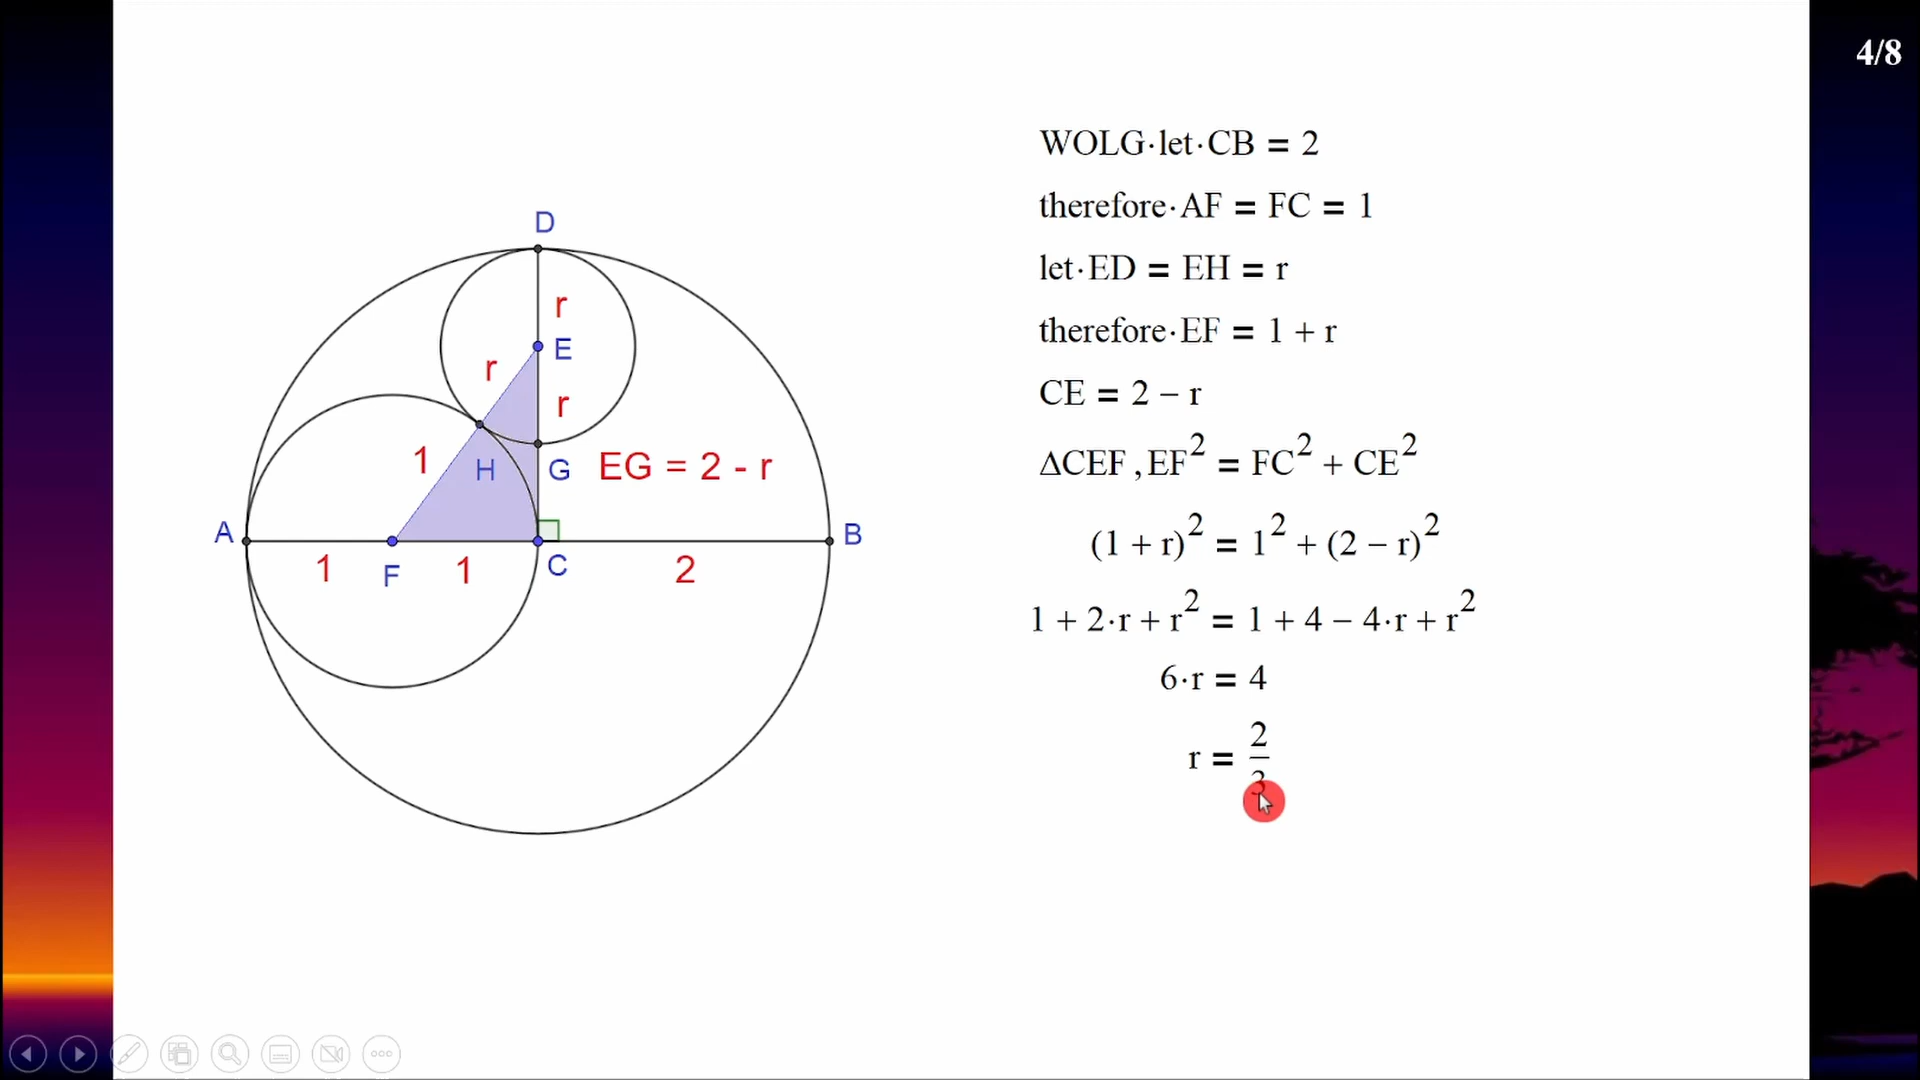 4/8
WOLG·let·CB = 2
therefore·AF = FC = 1
let·ED = EH = r
therefore·EF = 1 + r
CE = 2 − r
ΔCEF, EF² = FC² + CE²
(1 + r)² = 1² + (2 − r)²
1 + 2·r + r² = 1 + 4 − 4·r + r²
6·r = 4
r = 2/3
D
r
E
r
r
1
H
G
EG = 2 - r
A
B
1
F
1
C
2